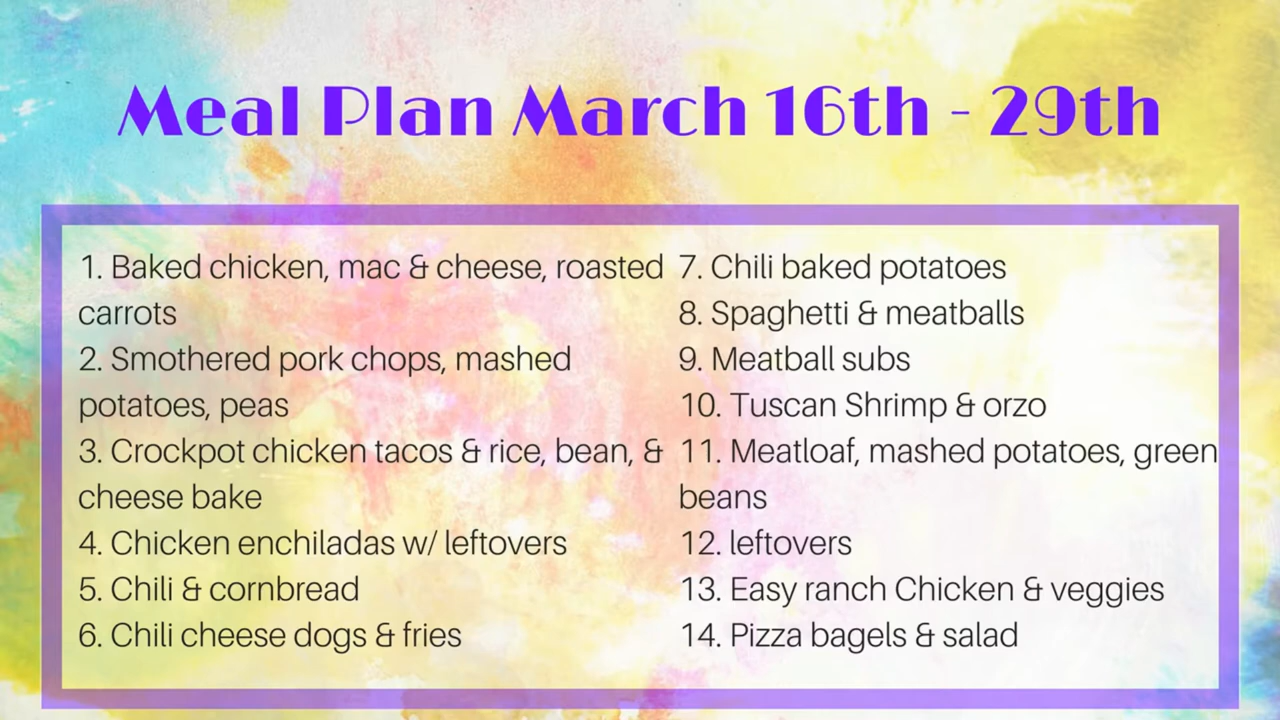 Meal Plan March 16th - 29th
1. Baked chicken, mac & cheese, roasted
carrots
2. Smothered pork chops, mashed
potatoes, peas
3. Crockpot chicken tacos & rice, bean, &
cheese bake
4. Chicken enchiladas w/ leftovers
5. Chili & cornbread
6. Chili cheese dogs & fries
7. Chili baked potatoes
8. Spaghetti & meatballs
9. Meatball subs
10. Tuscan Shrimp & orzo
11. Meatloaf, mashed potatoes, green
beans
12. leftovers
13. Easy ranch Chicken & veggies
14. Pizza bagels & salad